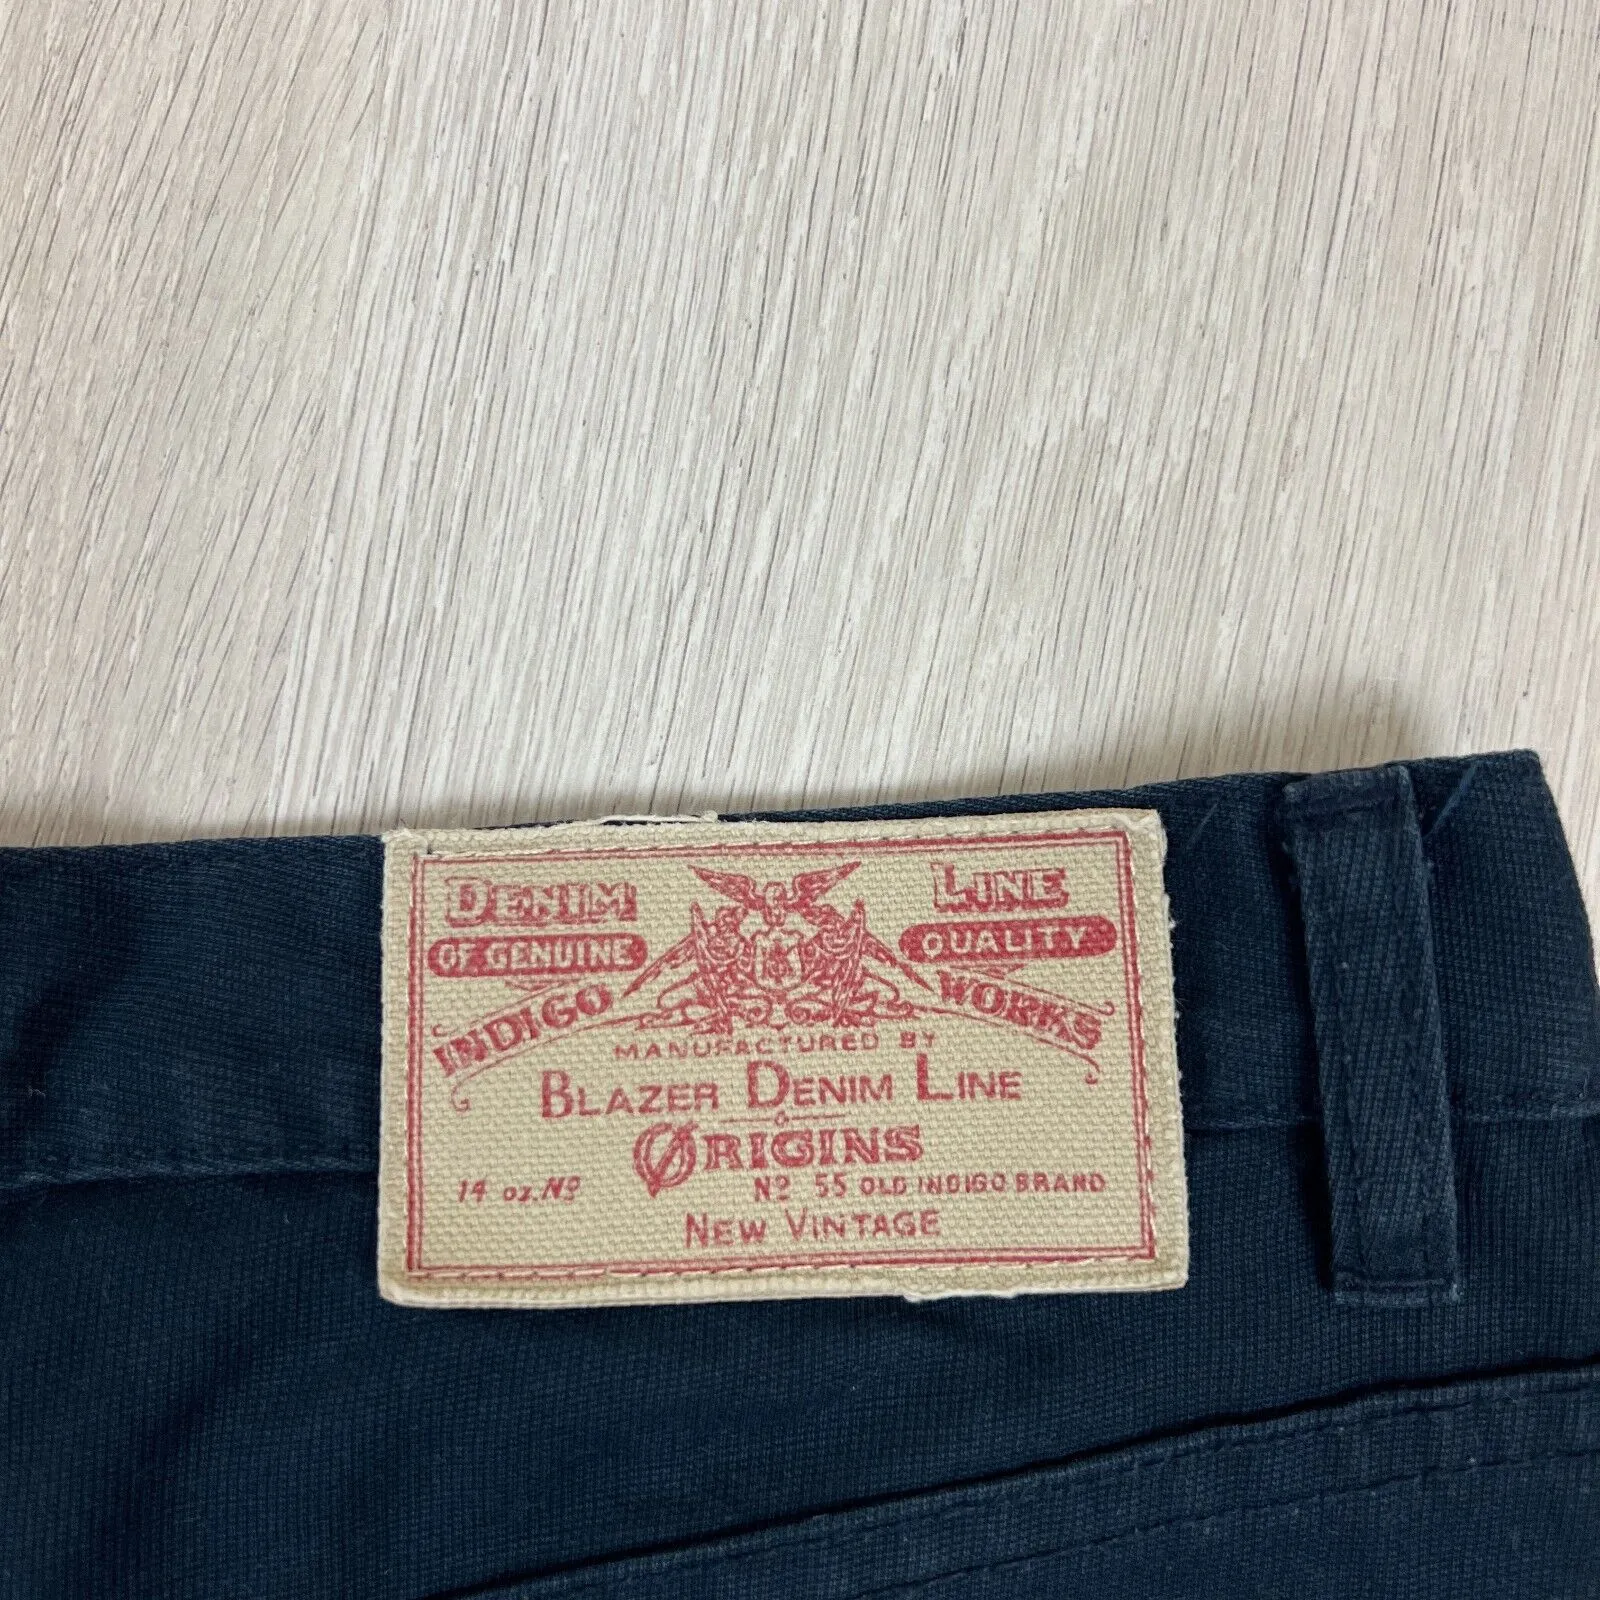 DENIM LINE
OF GENUINE QUALITY
INDIGO WORKS
MANUFACTURED BY
BLAZER DENIM LINE
ØRIGINS
14 oz. Nº Nº 55 OLD INDIGO BRAND
NEW VINTAGE